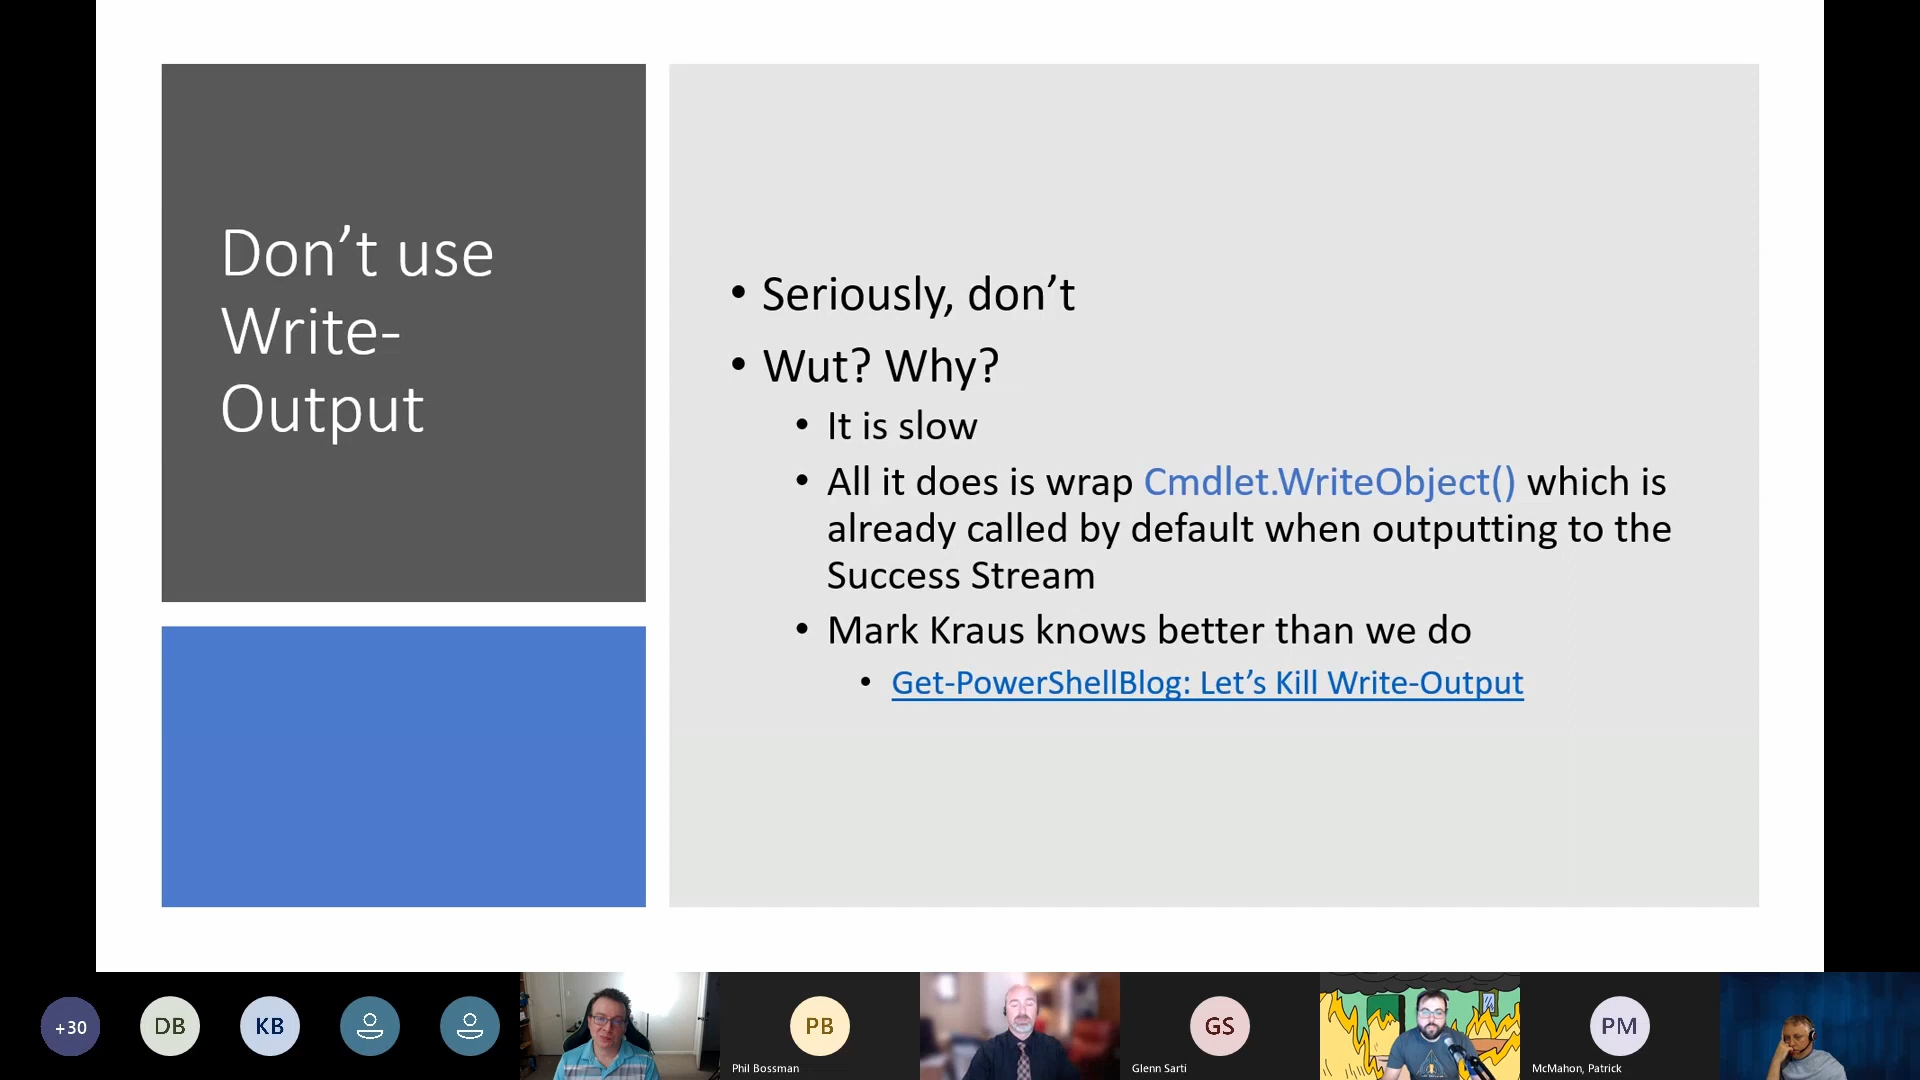 Don’t use
Write-
Output
• Seriously, don’t
• Wut? Why?
• It is slow
• All it does is wrap Cmdlet.WriteObject() which is
already called by default when outputting to the
Success Stream
• Mark Kraus knows better than we do
• Get-PowerShellBlog: Let’s Kill Write-Output
+30
DB
KB
PB
Phil Bossman
GS
Glenn Sarti
PM
McMahon, Patrick